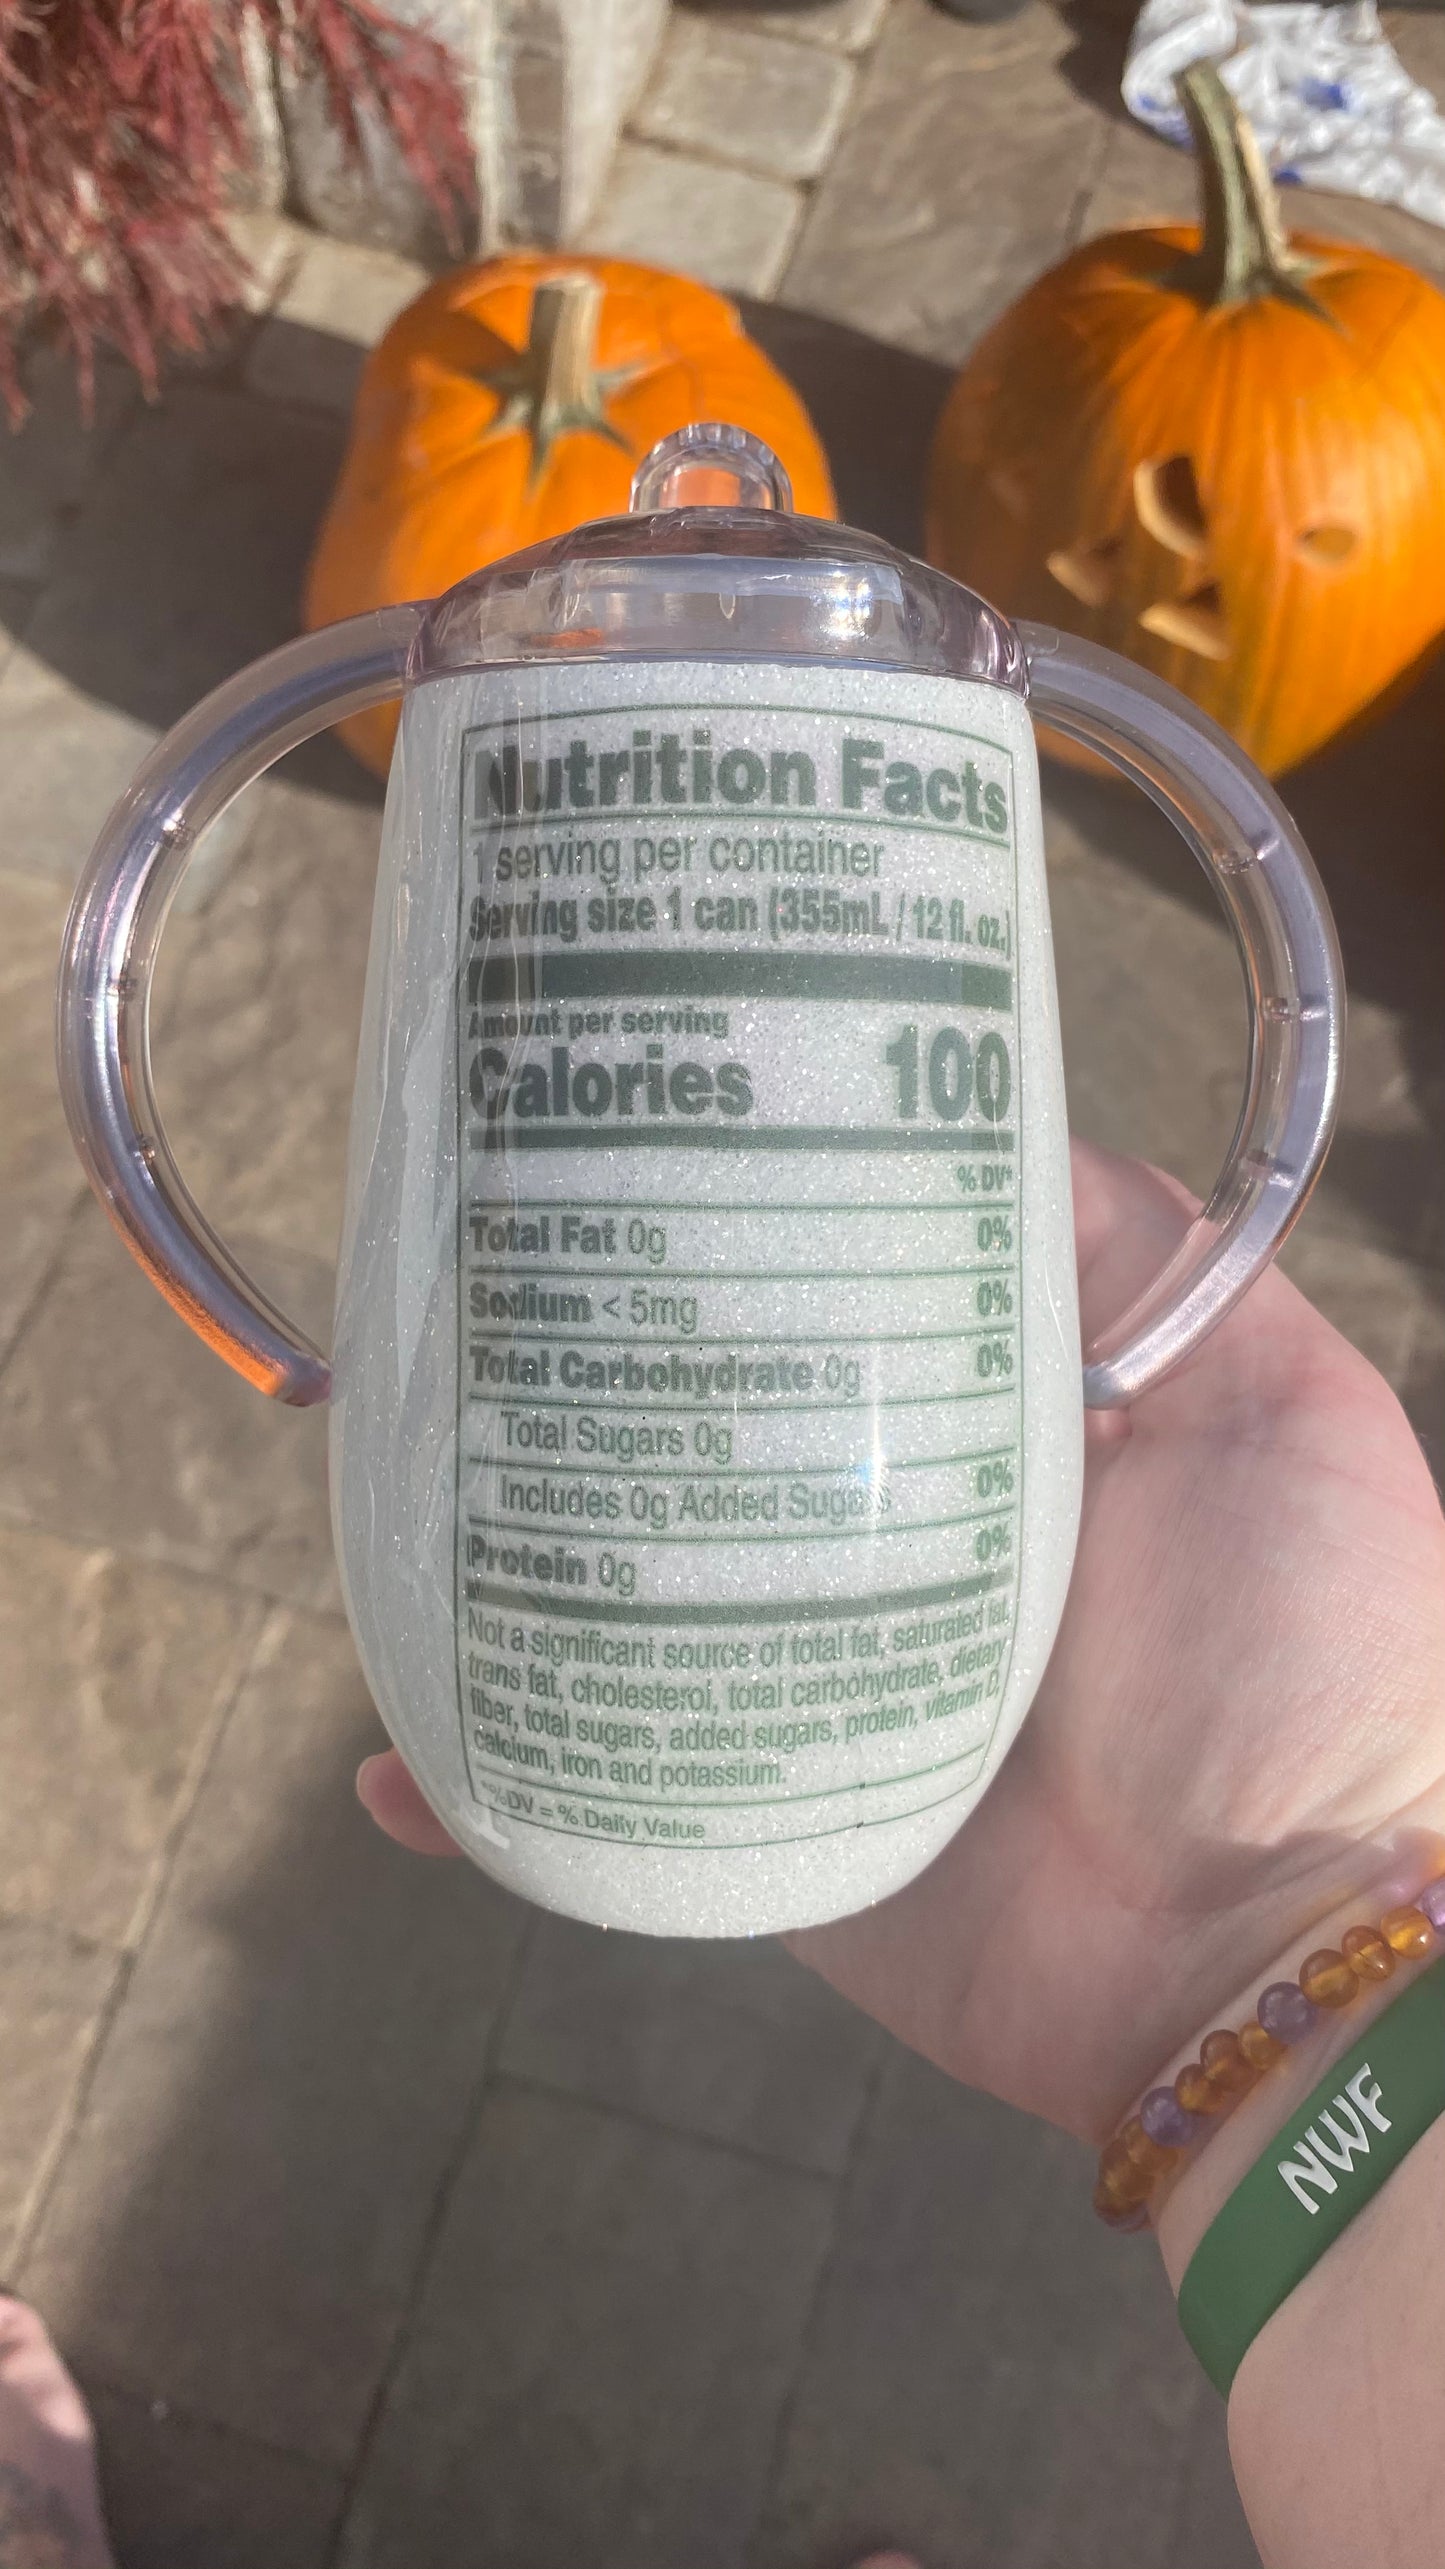 Nutrition Facts
1 serving per container
Serving size 1 can (355mL / 12 fl. oz.)
Amount per serving
Calories 100
% DV*
Total Fat 0g 0%
Sodium < 5mg 0%
Total Carbohydrate 0g 0%
Total Sugars 0g
Includes 0g Added Sugars 0%
Protein 0g 0%
Not a significant source of total fat, saturated fat,
trans fat, cholesterol, total carbohydrate, dietary
fiber, total sugars, added sugars, protein, vitamin D,
calcium, iron and potassium.
*%DV = % Daily Value
NWF